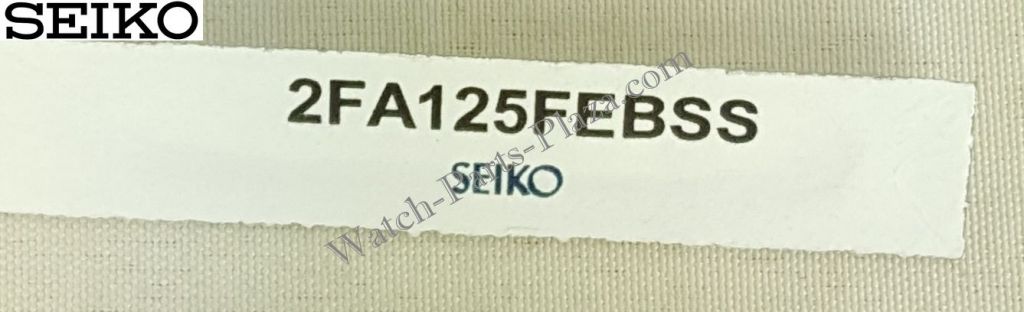 SEIKO
2FA125FEBSS
SEIKO
Watch-Parts-Plaza.com